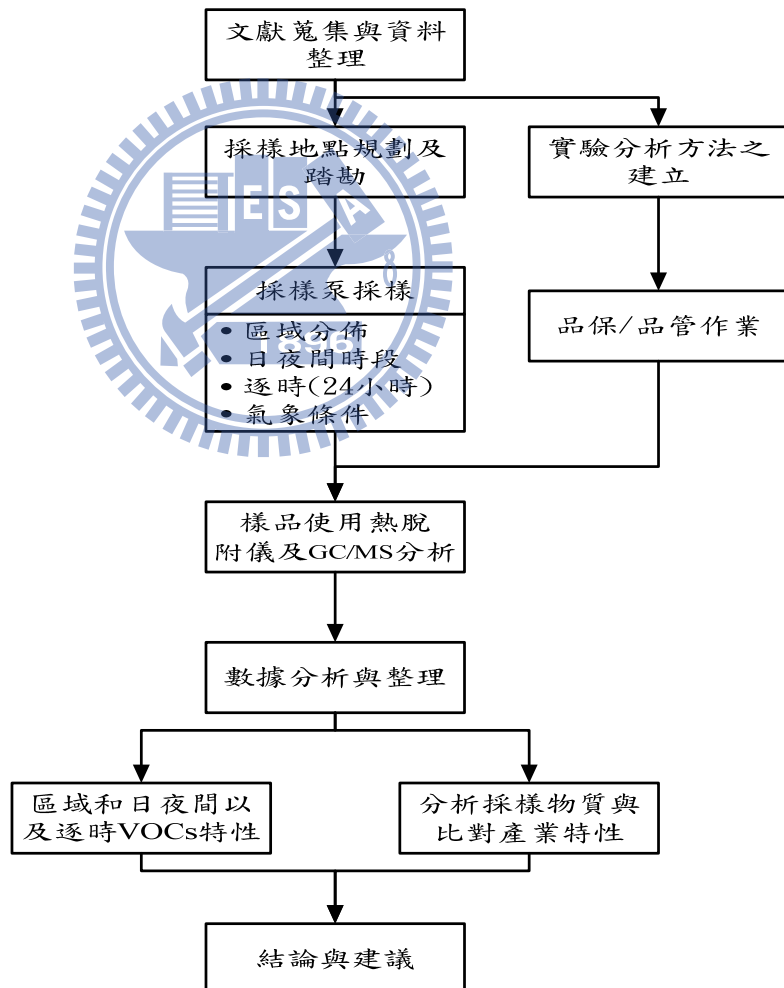 文獻蒐集與資料
整理
採樣地點規劃及
踏勘
實驗分析方法之
建立
採樣泵採樣
• 區域分佈
• 日夜間時段
• 逐時(24小時)
• 氣象條件
品保/品管作業
ESA
1896
樣品使用熱脫
附儀及GC/MS分析
數據分析與整理
區域和日夜間以
及逐時VOCs特性
分析採樣物質與
比對產業特性
結論與建議